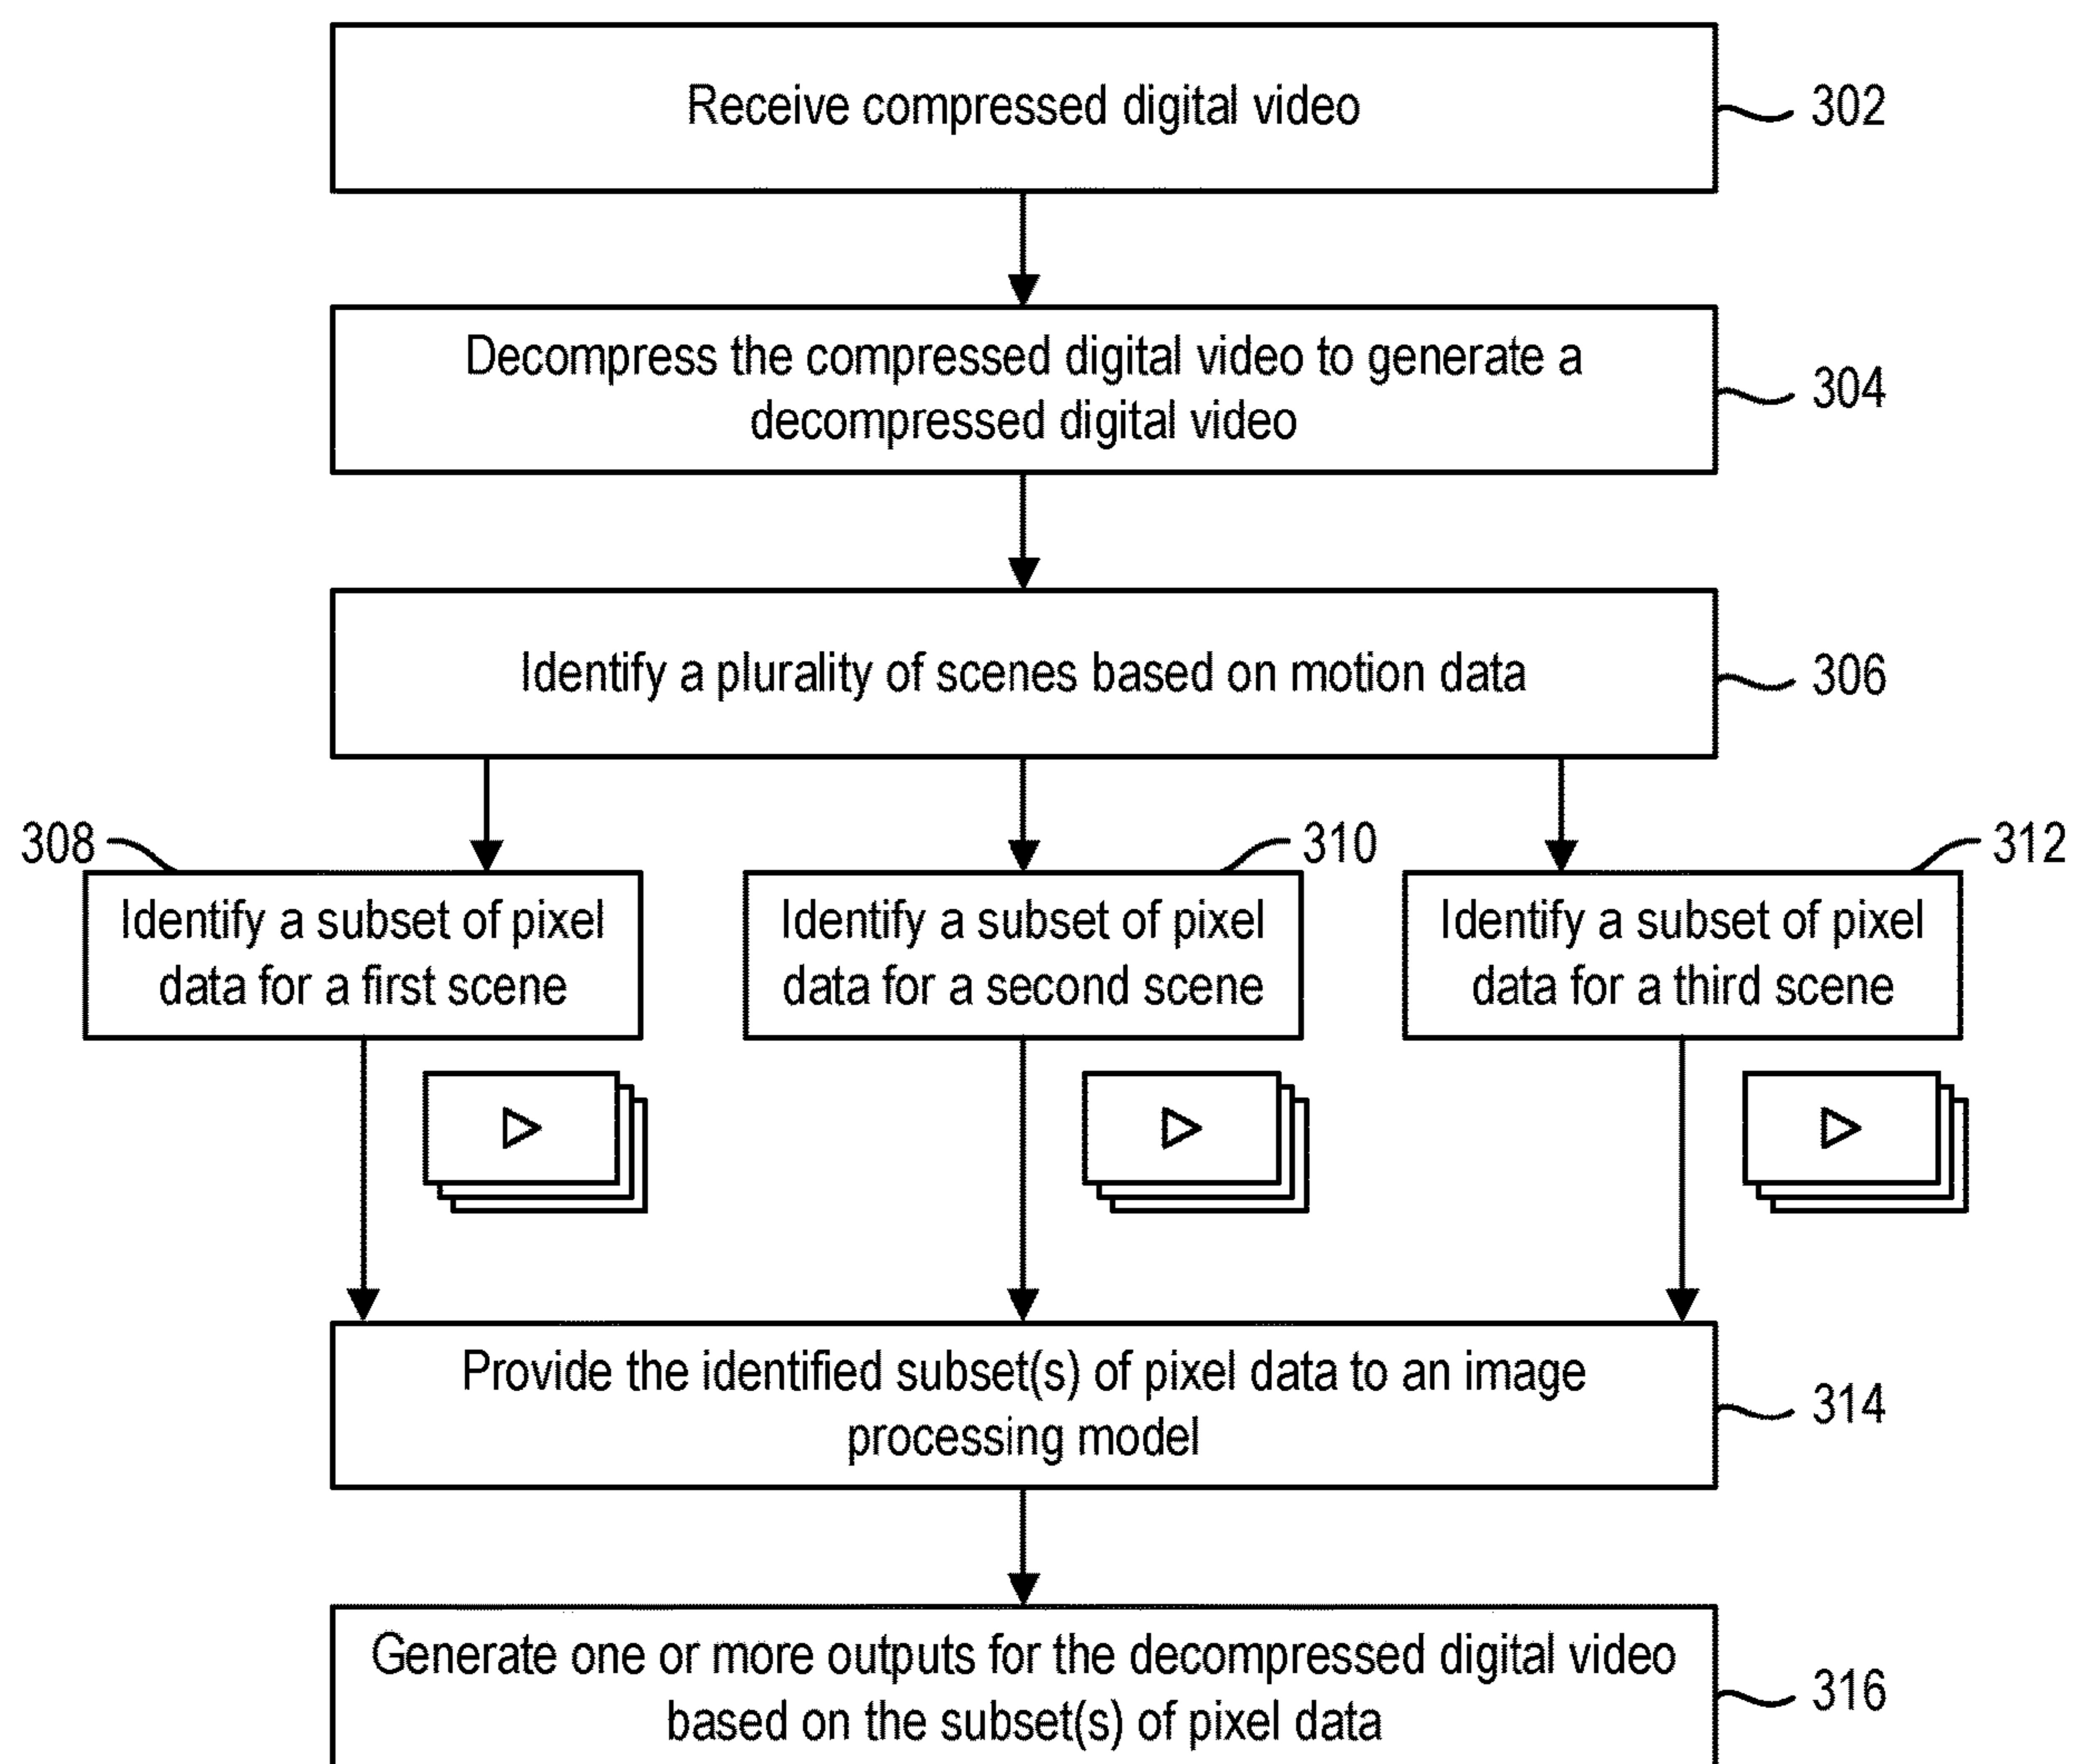 Receive compressed digital video
302
Decompress the compressed digital video to generate a
decompressed digital video
304
Identify a plurality of scenes based on motion data
306
308
310
312
Identify a subset of pixel
data for a first scene
Identify a subset of pixel
data for a second scene
Identify a subset of pixel
data for a third scene
Provide the identified subset(s) of pixel data to an image
processing model
314
Generate one or more outputs for the decompressed digital video
based on the subset(s) of pixel data
316